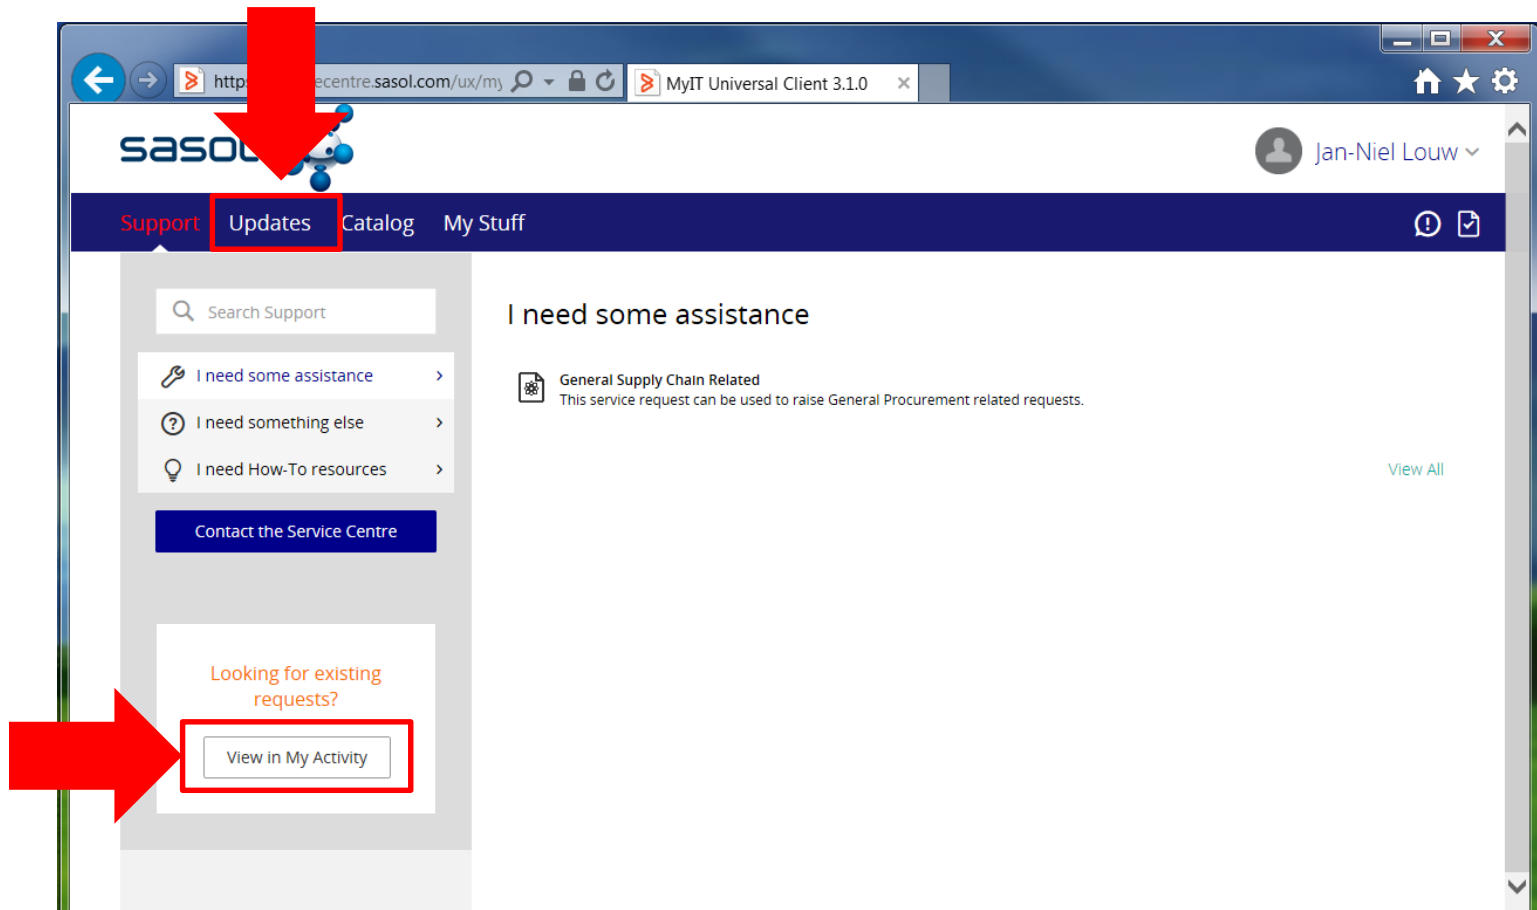 ecentre.sasol.com/ux/my
MyIT Universal Client 3.1.0
Jan-Niel Louw
Support Updates Catalog My Stuff
Search Support
I need some assistance
I need some assistance
General Supply Chain Related
This service request can be used to raise General Procurement related requests.
I need something else
I need How-To resources
View All
Contact the Service Centre
Looking for existing
requests?
View in My Activity